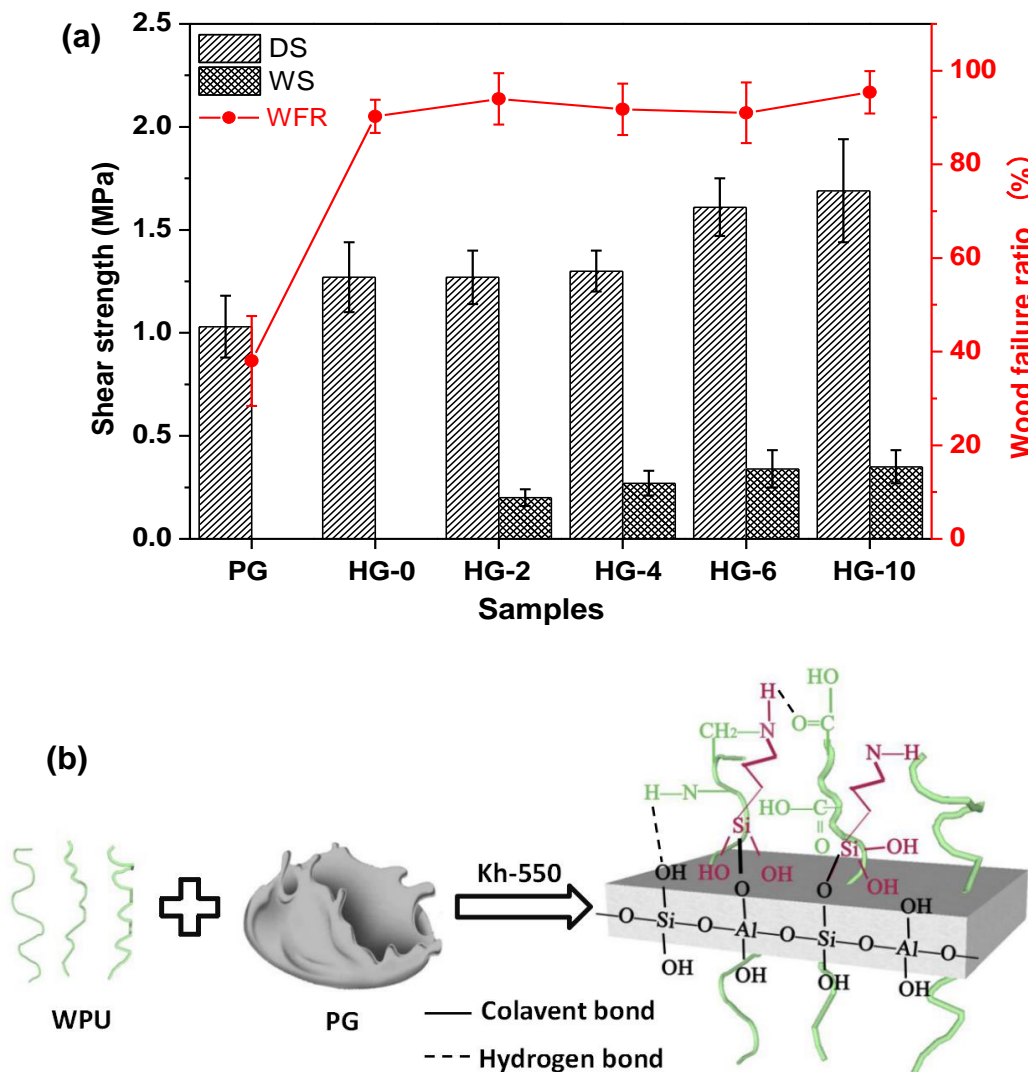 (a)
DS
WS
WFR
2.5
2.0
1.5
1.0
0.5
0.0
Shear strength (MPa)
100
80
60
40
20
0
Wood failure ratio (%)
PG HG-0 HG-2 HG-4 HG-6 HG-10
Samples
(b)
WPU
PG
Kh-550
Colavent bond
Hydrogen bond
HO
H
O=C
CH2—N
N—H
H—N
HO—C
O
Si
Si—OH
OH
HO OH
OH
O
O
OH
—O—Si—O—Al—O—Si—O—Al—O—
OH
OH
OH
OH